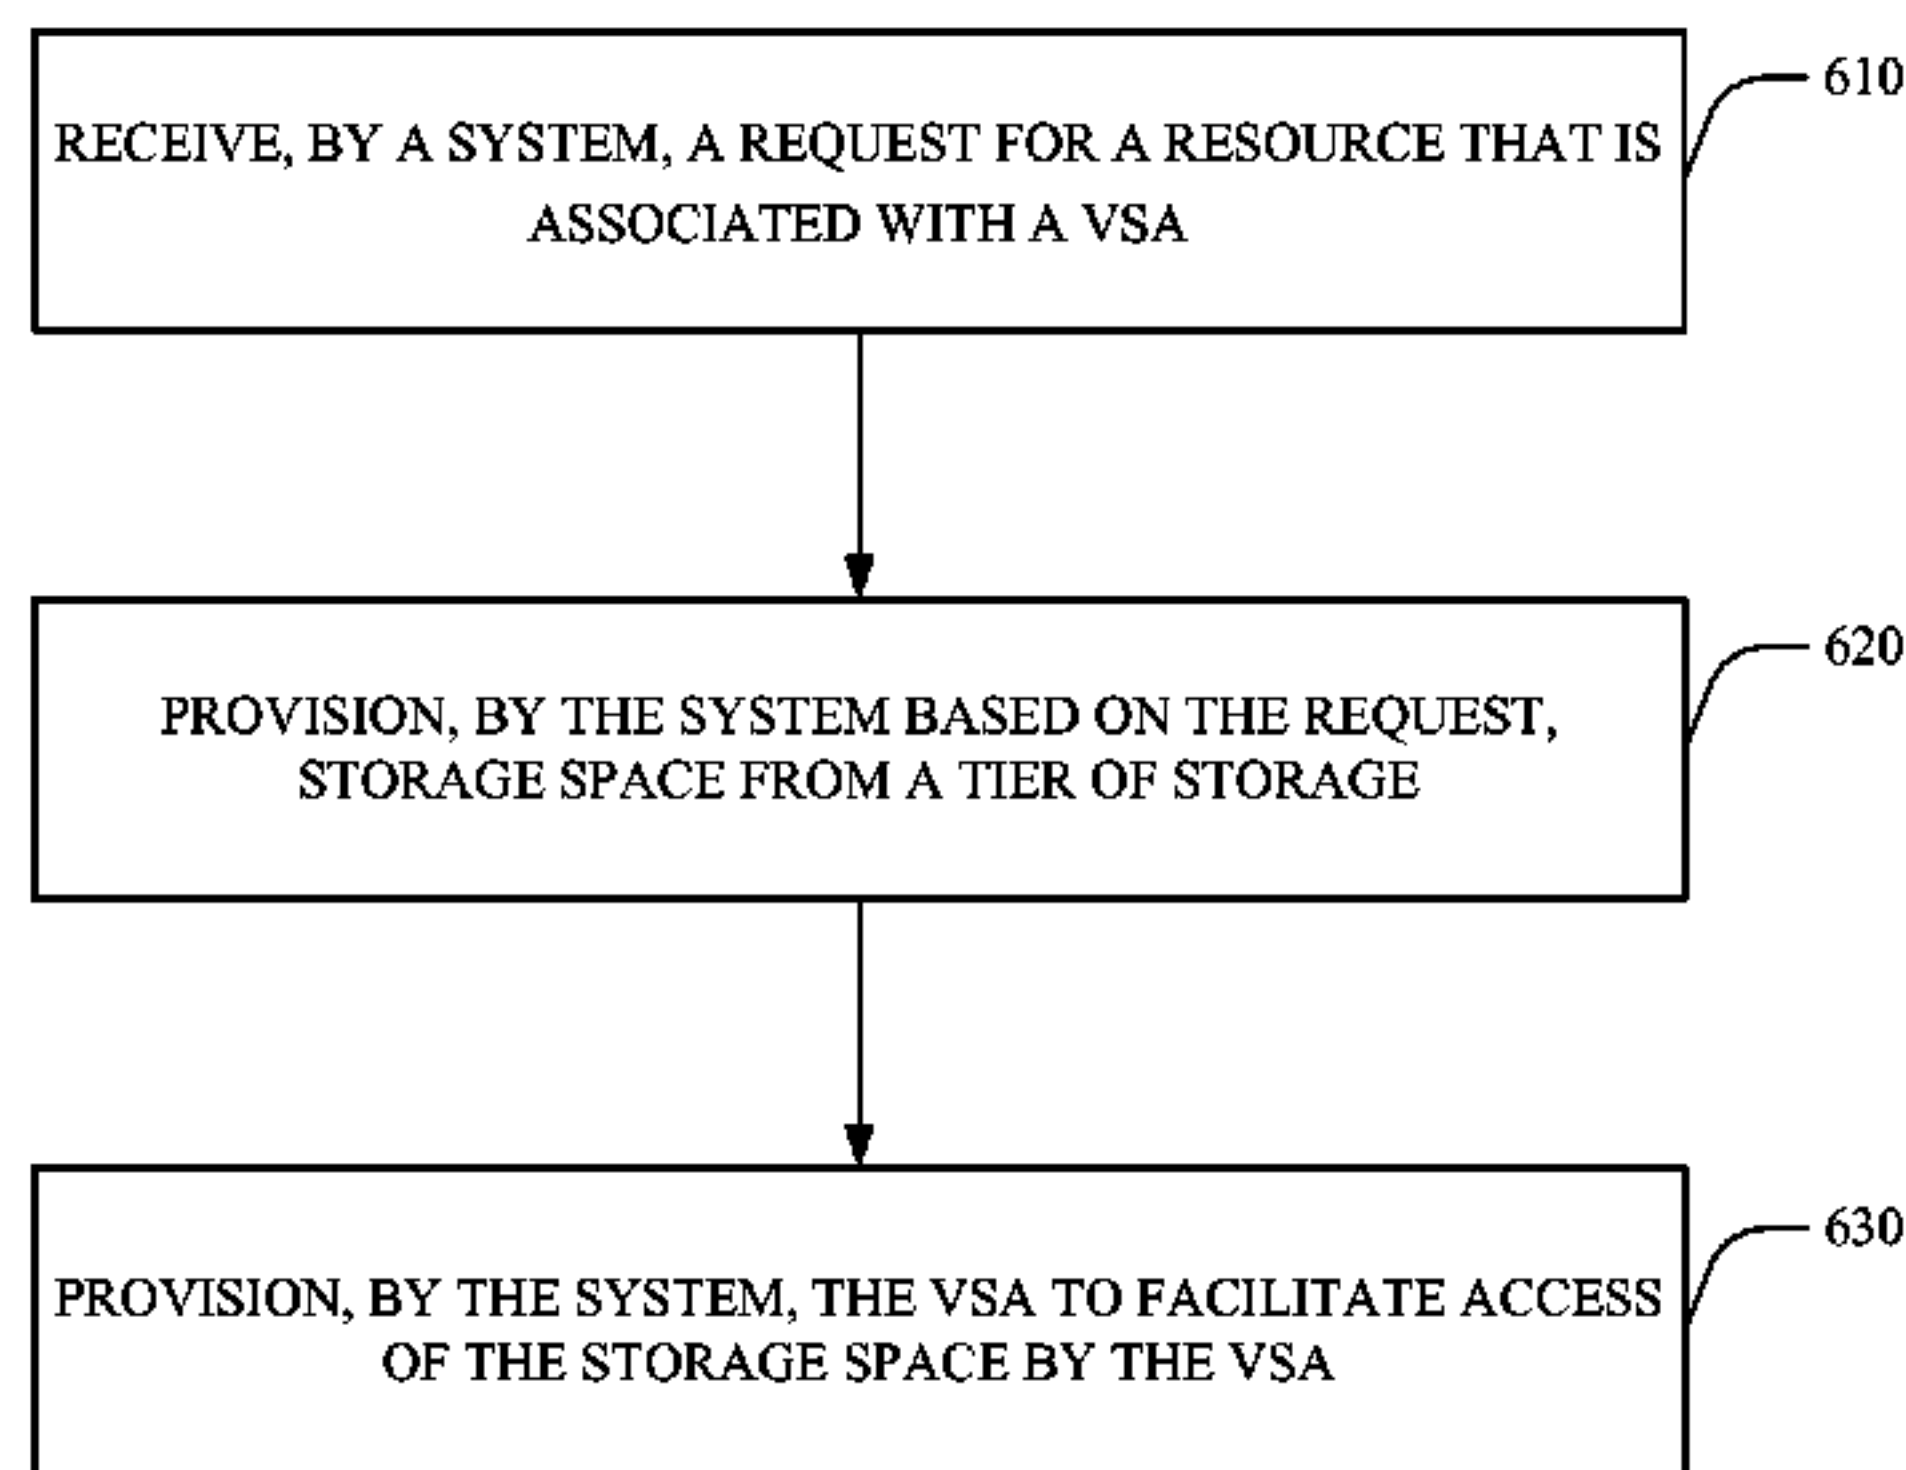 RECEIVE, BY A SYSTEM, A REQUEST FOR A RESOURCE THAT IS
ASSOCIATED WITH A VSA
610
PROVISION, BY THE SYSTEM BASED ON THE REQUEST,
STORAGE SPACE FROM A TIER OF STORAGE
620
PROVISION, BY THE SYSTEM, THE VSA TO FACILITATE ACCESS
OF THE STORAGE SPACE BY THE VSA
630